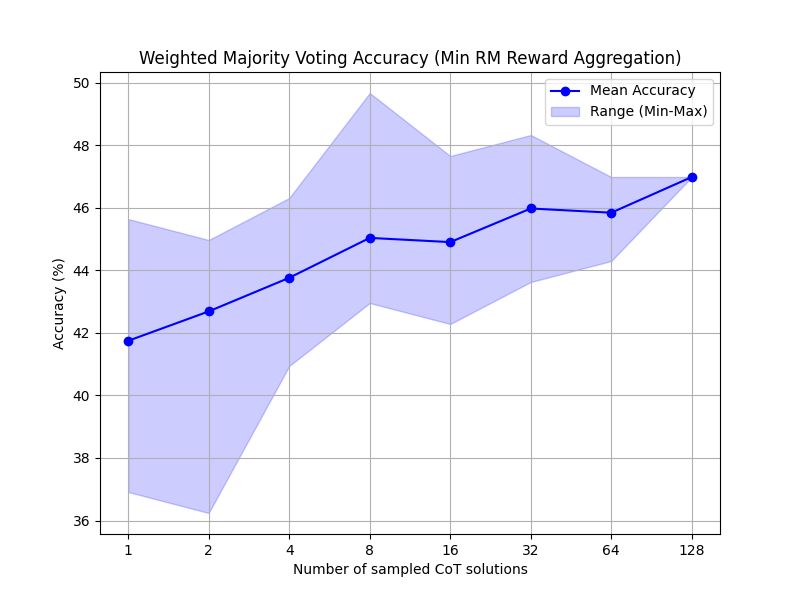 Weighted Majority Voting Accuracy (Min RM Reward Aggregation)
Mean Accuracy
Range (Min-Max)
Accuracy (%)
50
48
46
44
42
40
38
36
1 2 4 8 16 32 64 128
Number of sampled CoT solutions